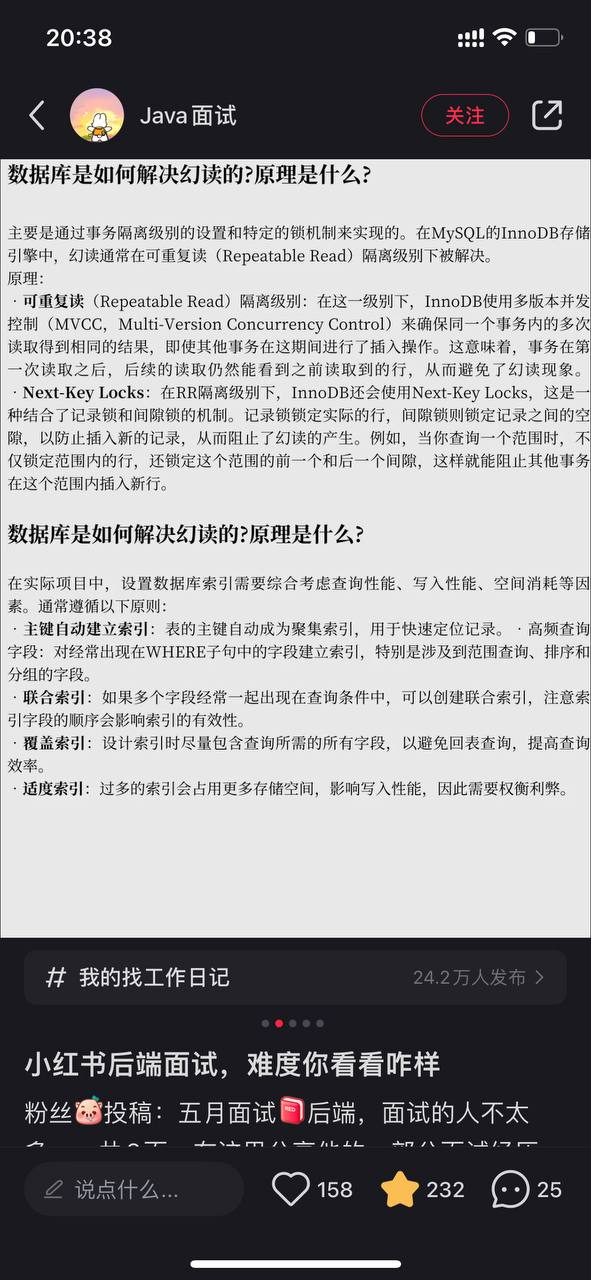 20:38
Java面试
关注
数据库是如何解决幻读的?原理是什么?
主要是通过事务隔离级别的设置和特定的锁机制来实现的。在MySQL的InnoDB存储
引擎中，幻读通常在可重复读（Repeatable Read）隔离级别下被解决。
原理：
· 可重复读（Repeatable Read）隔离级别：在这一级别下，InnoDB使用多版本并发
控制（MVCC，Multi-Version Concurrency Control）来确保同一个事务内的多次
读取得到相同的结果，即使其他事务在这期间进行了插入操作。这意味着，事务在第
一次读取之后，后续的读取仍然能看到之前读取到的行，从而避免了幻读现象。
· Next-Key Locks：在RR隔离级别下，InnoDB还会使用Next-Key Locks，这是一
种结合了记录锁和间隙锁的机制。记录锁锁定实际的行，间隙锁则锁定记录之间的空
隙，以防止插入新的记录，从而阻止了幻读的产生。例如，当你查询一个范围时，不
仅锁定范围内的行，还锁定这个范围的前一个和后一个间隙，这样就能阻止其他事务
在这个范围内插入新行。
数据库是如何解决幻读的?原理是什么?
在实际项目中，设置数据库索引需要综合考虑查询性能、写入性能、空间消耗等因
素。通常遵循以下原则：
· 主键自动建立索引：表的主键自动成为聚集索引，用于快速定位记录。· 高频查询
字段：对经常出现在WHERE子句中的字段建立索引，特别是涉及到范围查询、排序和
分组的字段。
· 联合索引：如果多个字段经常一起出现在查询条件中，可以创建联合索引，注意索
引字段的顺序会影响索引的有效性。
· 覆盖索引：设计索引时尽量包含查询所需的所有字段，以避免回表查询，提高查询
效率。
· 适度索引：过多的索引会占用更多存储空间，影响写入性能，因此需要权衡利弊。
# 我的找工作日记
24.2万人发布
小红书后端面试，难度你看看咋样
粉丝🐷投稿：五月面试📕后端，面试的人不太
说点什么...
158
232
25